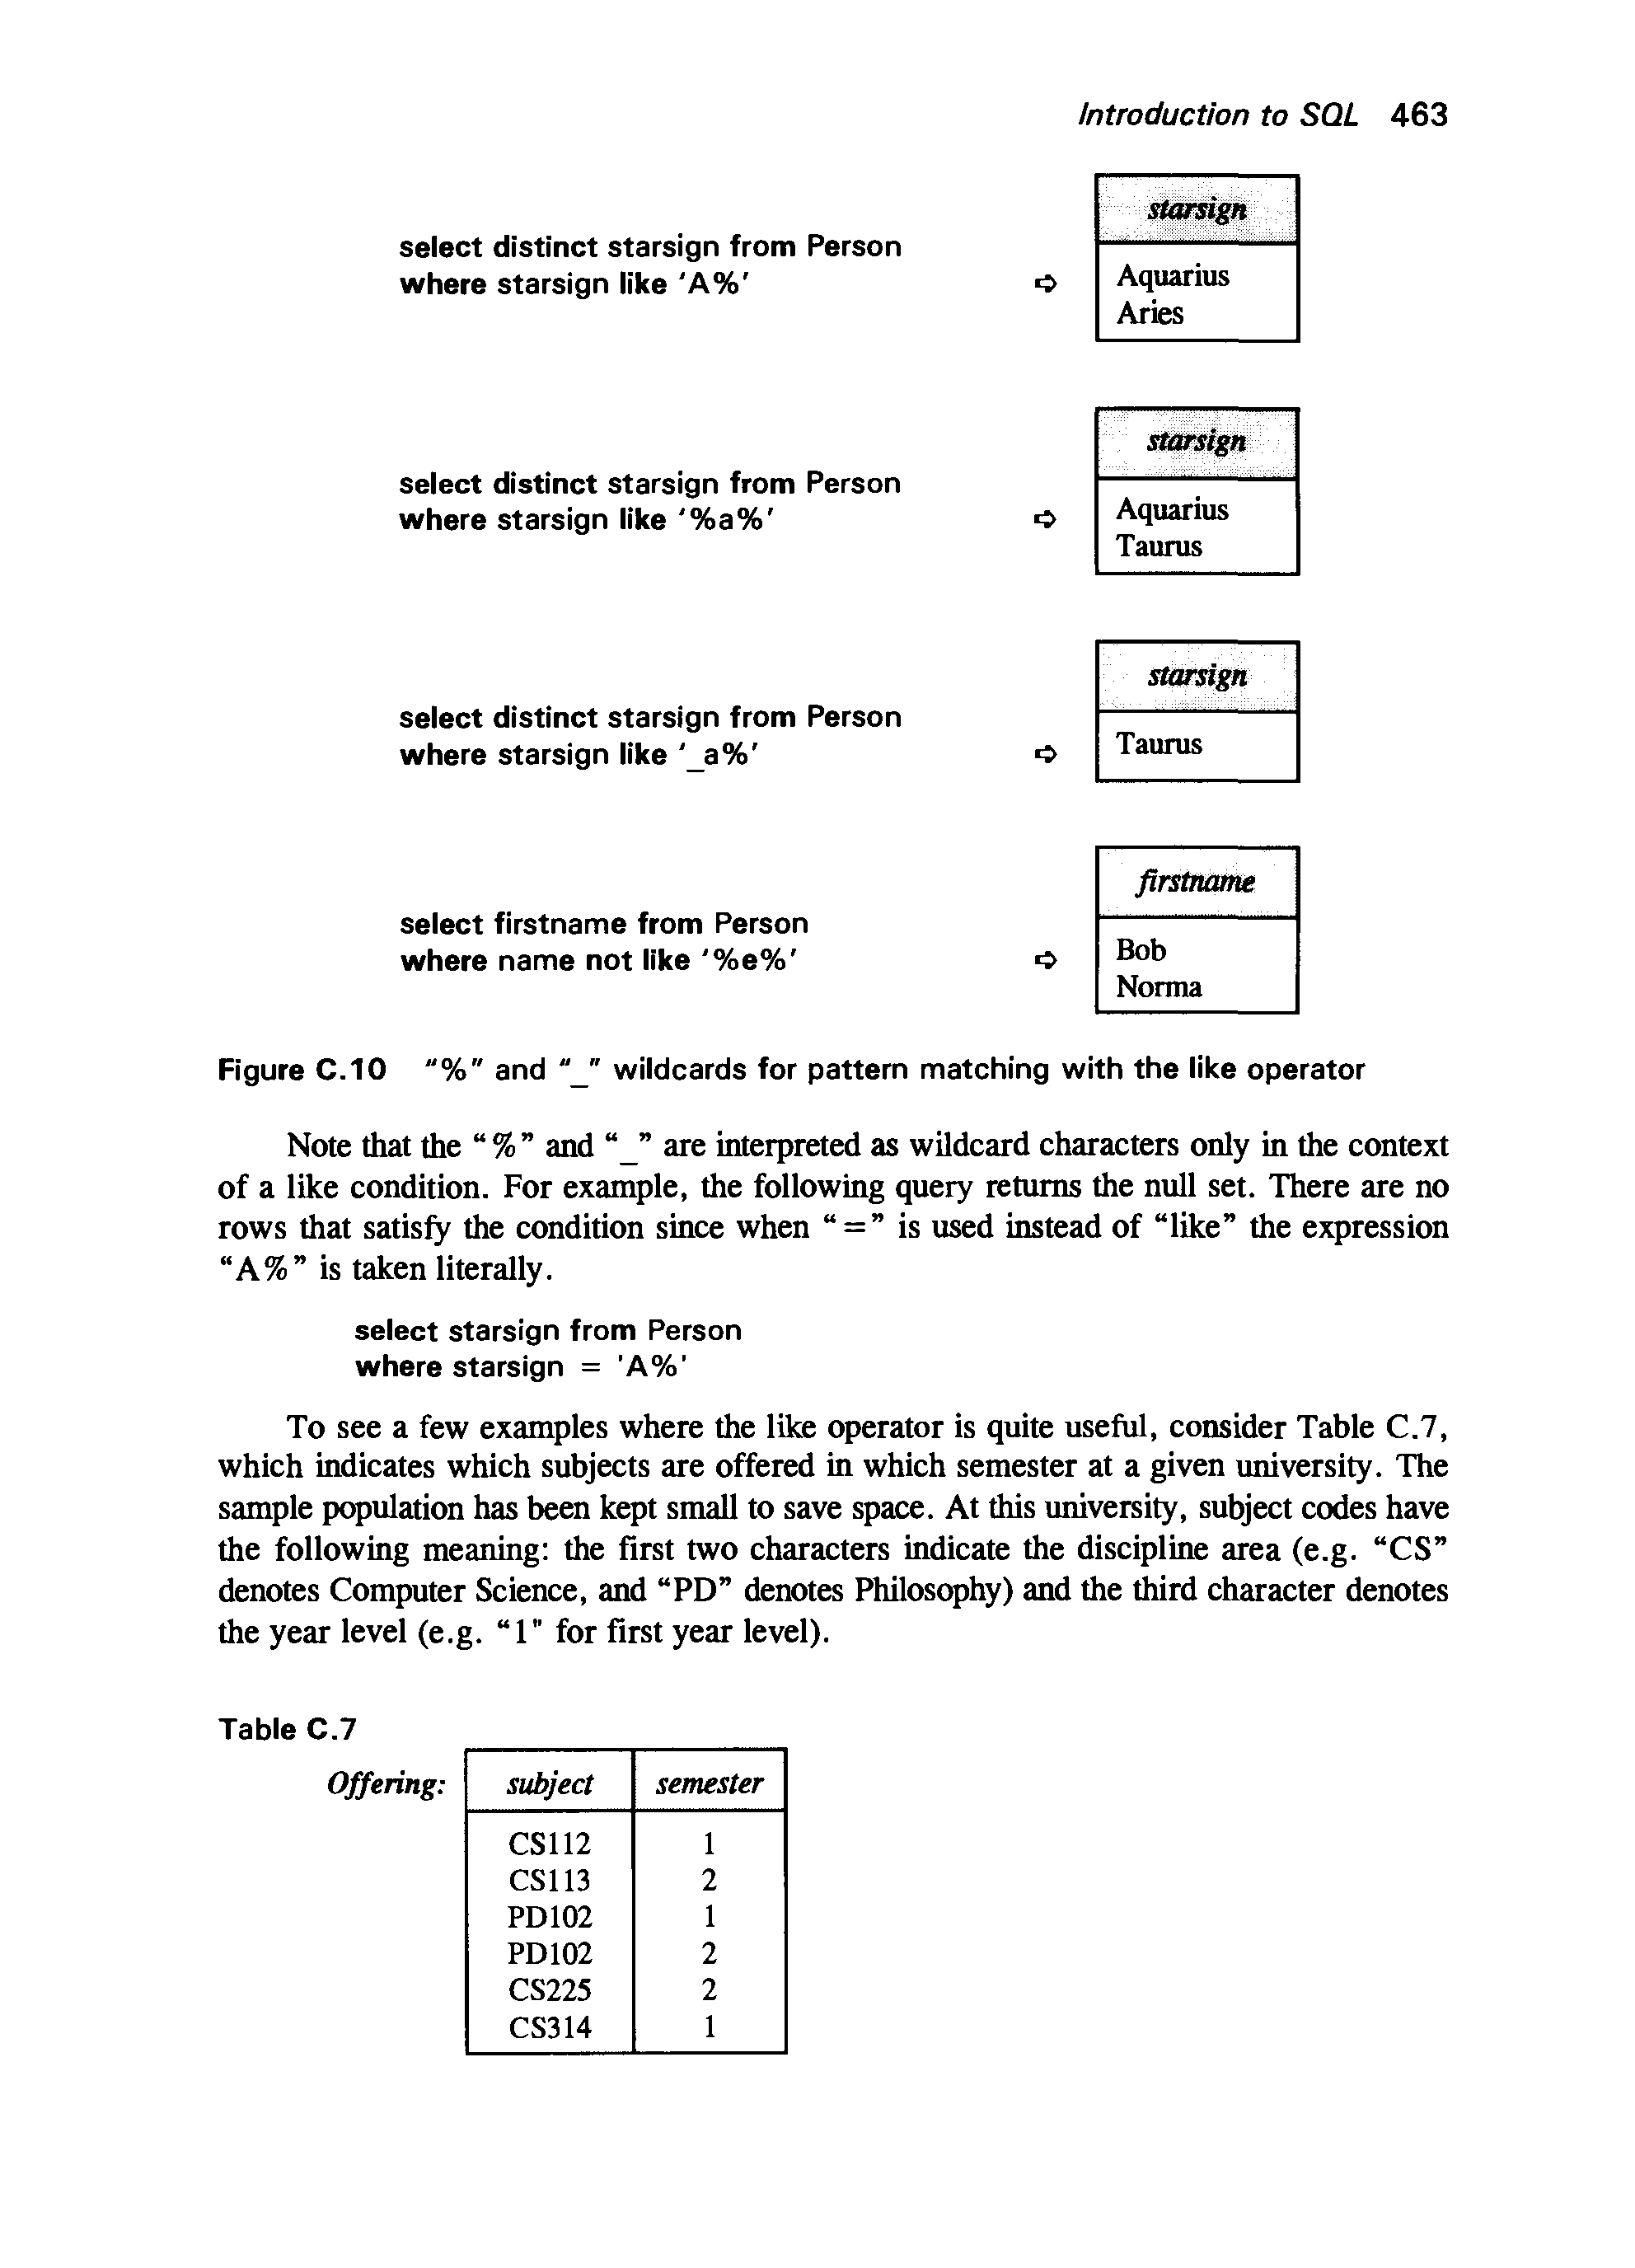 Introduction to SQL 463
starsign
select distinct starsign from Person
where starsign like 'A%'
⇨
Aquarius
Aries
starsign
select distinct starsign from Person
where starsign like '%a%'
⇨
Aquarius
Taurus
starsign
select distinct starsign from Person
where starsign like '_a%'
⇨
Taurus
firstname
select firstname from Person
where name not like '%e%'
⇨
Bob
Norma
Figure C.10 "%" and "_" wildcards for pattern matching with the like operator
Note that the “%” and “_” are interpreted as wildcard characters only in the context
of a like condition. For example, the following query returns the null set. There are no
rows that satisfy the condition since when “=” is used instead of “like” the expression
“A%” is taken literally.
select starsign from Person
where starsign = 'A%'
To see a few examples where the like operator is quite useful, consider Table C.7,
which indicates which subjects are offered in which semester at a given university. The
sample population has been kept small to save space. At this university, subject codes have
the following meaning: the first two characters indicate the discipline area (e.g. “CS”
denotes Computer Science, and “PD” denotes Philosophy) and the third character denotes
the year level (e.g. “1" for first year level).
Table C.7
Offering: subject semester
CS112 1
CS113 2
PD102 1
PD102 2
CS225 2
CS314 1